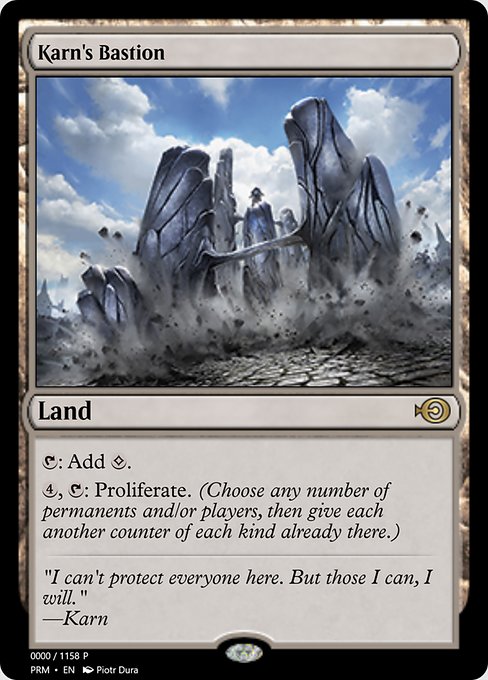 Karn's Bastion
Land
: Add .
4, : Proliferate. (Choose any number of
permanents and/or players, then give each
another counter of each kind already there.)
"I can't protect everyone here. But those I can, I
will."
—Karn
0000 / 1158 P
PRM • EN Piotr Dura